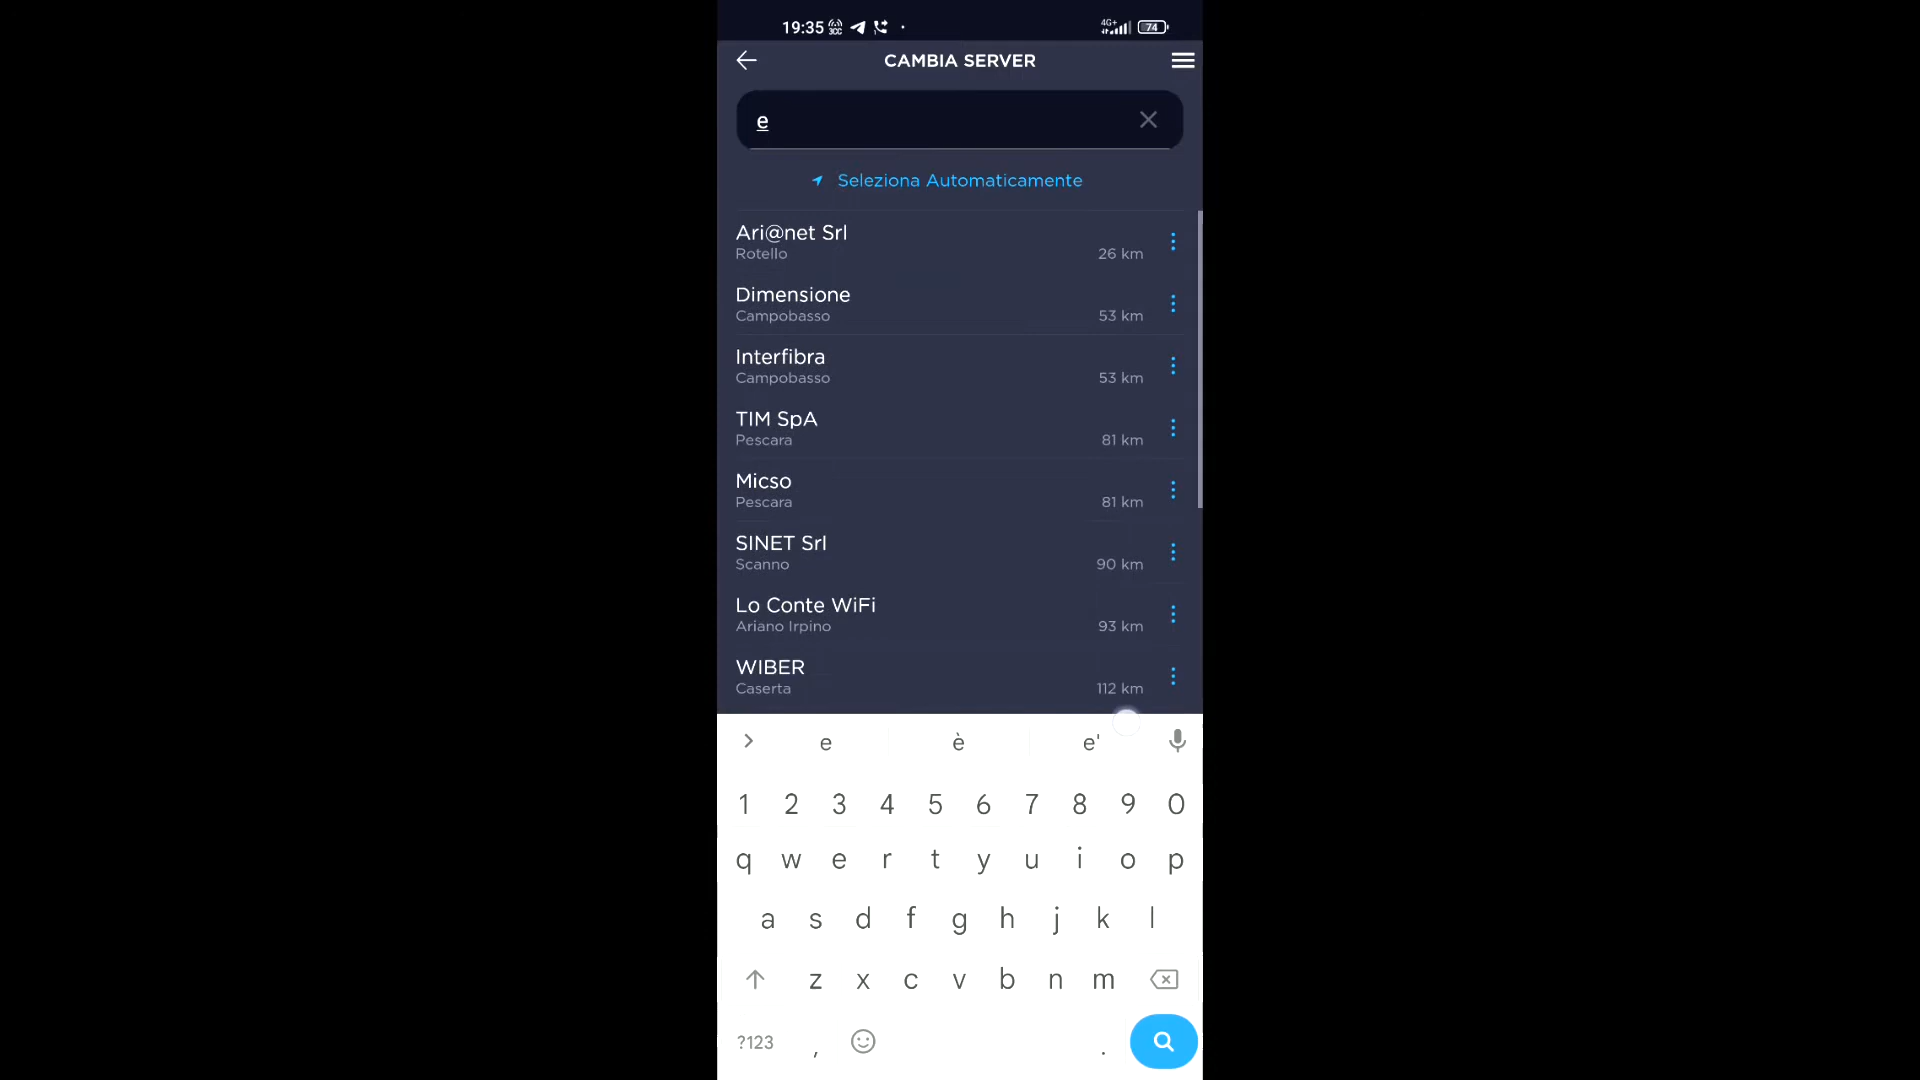 19:35 3CC 4G+ 74
CAMBIA SERVER
e
Seleziona Automaticamente
Ari@net Srl
Rotello 26 km
Dimensione
Campobasso 53 km
Interfibra
Campobasso 53 km
TIM SpA
Pescara 81 km
Micso
Pescara 81 km
SINET Srl
Scanno 90 km
Lo Conte WiFi
Ariano Irpino 93 km
WIBER
Caserta 112 km
e è e'
1 2 3 4 5 6 7 8 9 0
q w e r t y u i o p
a s d f g h j k l
z x c v b n m
?123 , .